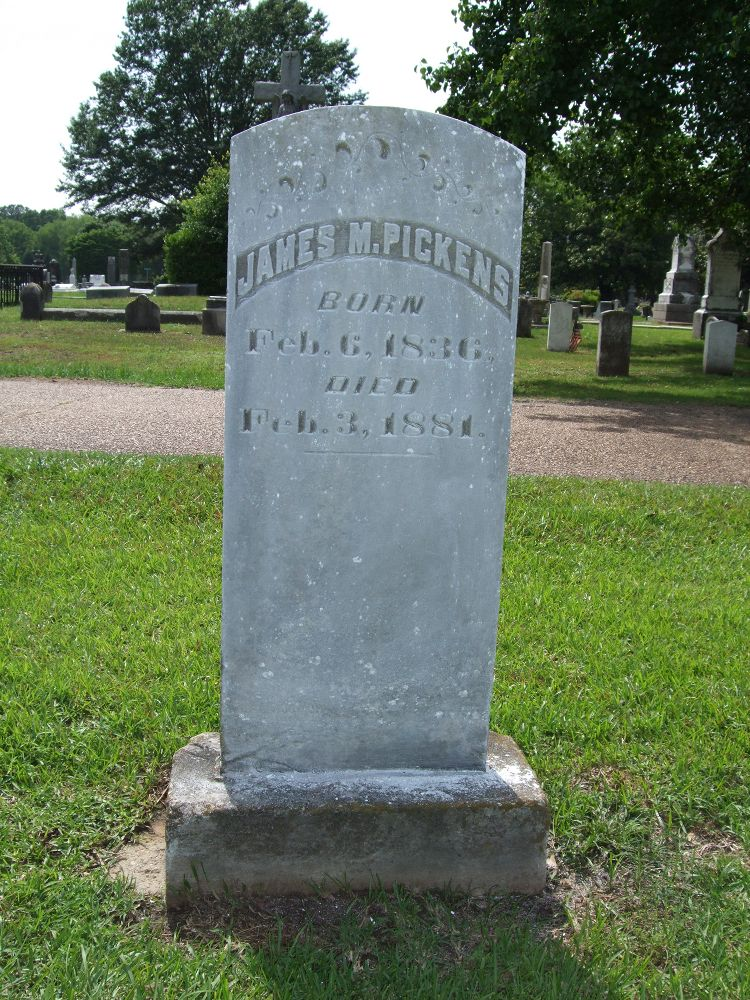 JAMES M. PICKENS
BORN
Feb. 6, 1836.
DIED
Feb. 3, 1881.